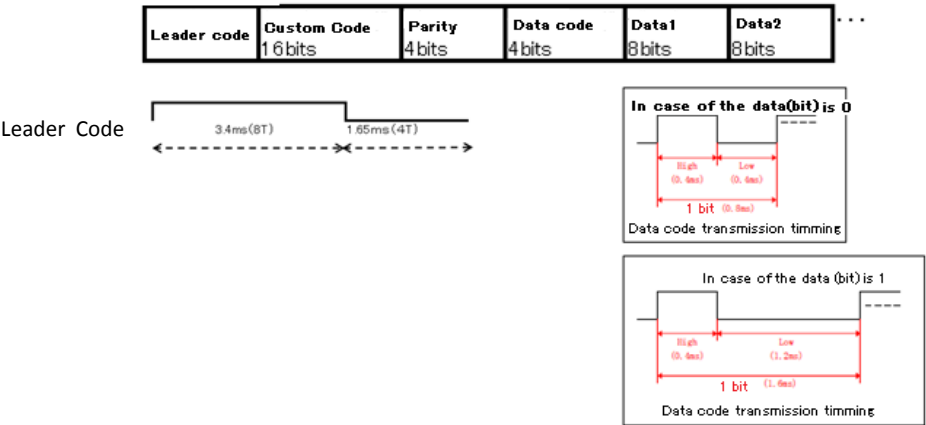 Leader code
Custom Code
16bits
Parity
4bits
Data code
4bits
Data1
8bits
Data2
8bits
...
Leader Code
3.4ms(8T)
1.65ms(4T)
In case of the data(bit) is 0
High
(0.4ms)
Low
(0.4ms)
1 bit (0.8ms)
Data code transmission timming
In case of the data (bit) is 1
High
(0.4ms)
Low
(1.2ms)
1 bit (1.6ms)
Data code transmission timming